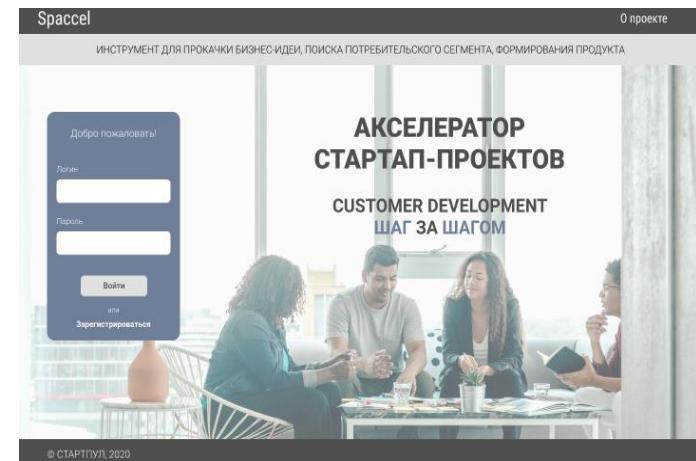 Spaccel
О проекте
ИНСТРУМЕНТ ДЛЯ ПРОКАЧКИ БИЗНЕС-ИДЕИ, ПОИСКА ПОТРЕБИТЕЛЬСКОГО СЕГМЕНТА, ФОРМИРОВАНИЯ ПРОДУКТА
Добро пожаловать!
Логин
Пароль
Войти
или
Зарегистрироваться
АКСЕЛЕРАТОР
СТАРТАП-ПРОЕКТОВ
CUSTOMER DEVELOPMENT
ШАГ ЗА ШАГОМ
© СТАРТПУЛ, 2020